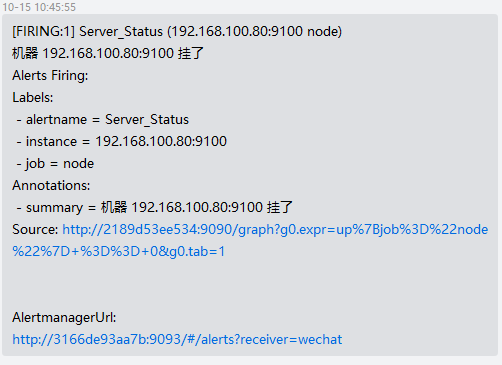 10-15 10:45:55
[FIRING:1] Server_Status (192.168.100.80:9100 node)
机器 192.168.100.80:9100 挂了
Alerts Firing:
Labels:
- alertname = Server_Status
- instance = 192.168.100.80:9100
- job = node
Annotations:
- summary = 机器 192.168.100.80:9100 挂了
Source: http://2189d53ee534:9090/graph?g0.expr=up%7Bjob%3D%22node
%22%7D+%3D%3D+0&g0.tab=1
AlertmanagerUrl:
http://3166de93aa7b:9093/#/alerts?receiver=wechat